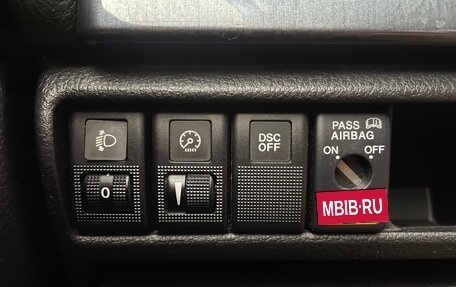 0
DSC
OFF
PASS
AIRBAG
ON OFF
MBIB·RU